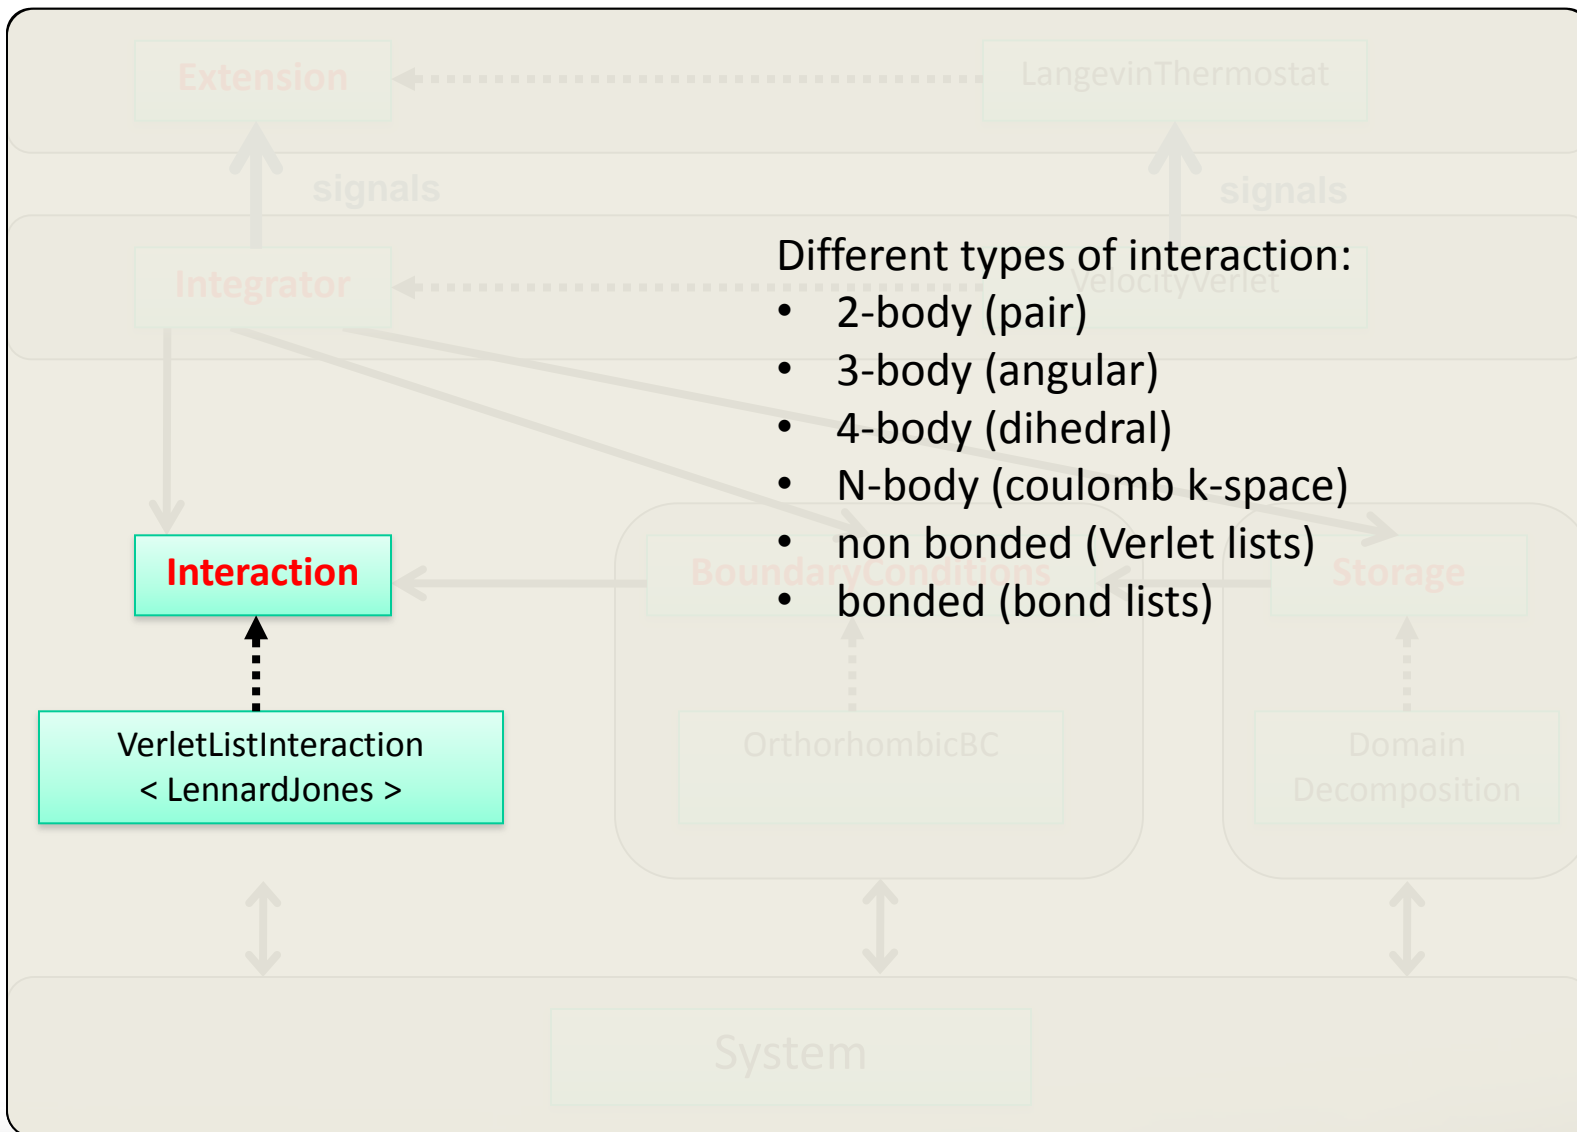 Extension
LangevinThermostat
signals
signals
Integrator
VelocityVerlet
Different types of interaction:
• 2-body (pair)
• 3-body (angular)
• 4-body (dihedral)
• N-body (coulomb k-space)
• non bonded (Verlet lists)
• bonded (bond lists)
Interaction
BoundaryConditions
Storage
VerletListInteraction
< LennardJones >
OrthorhombicBC
Domain
Decomposition
System